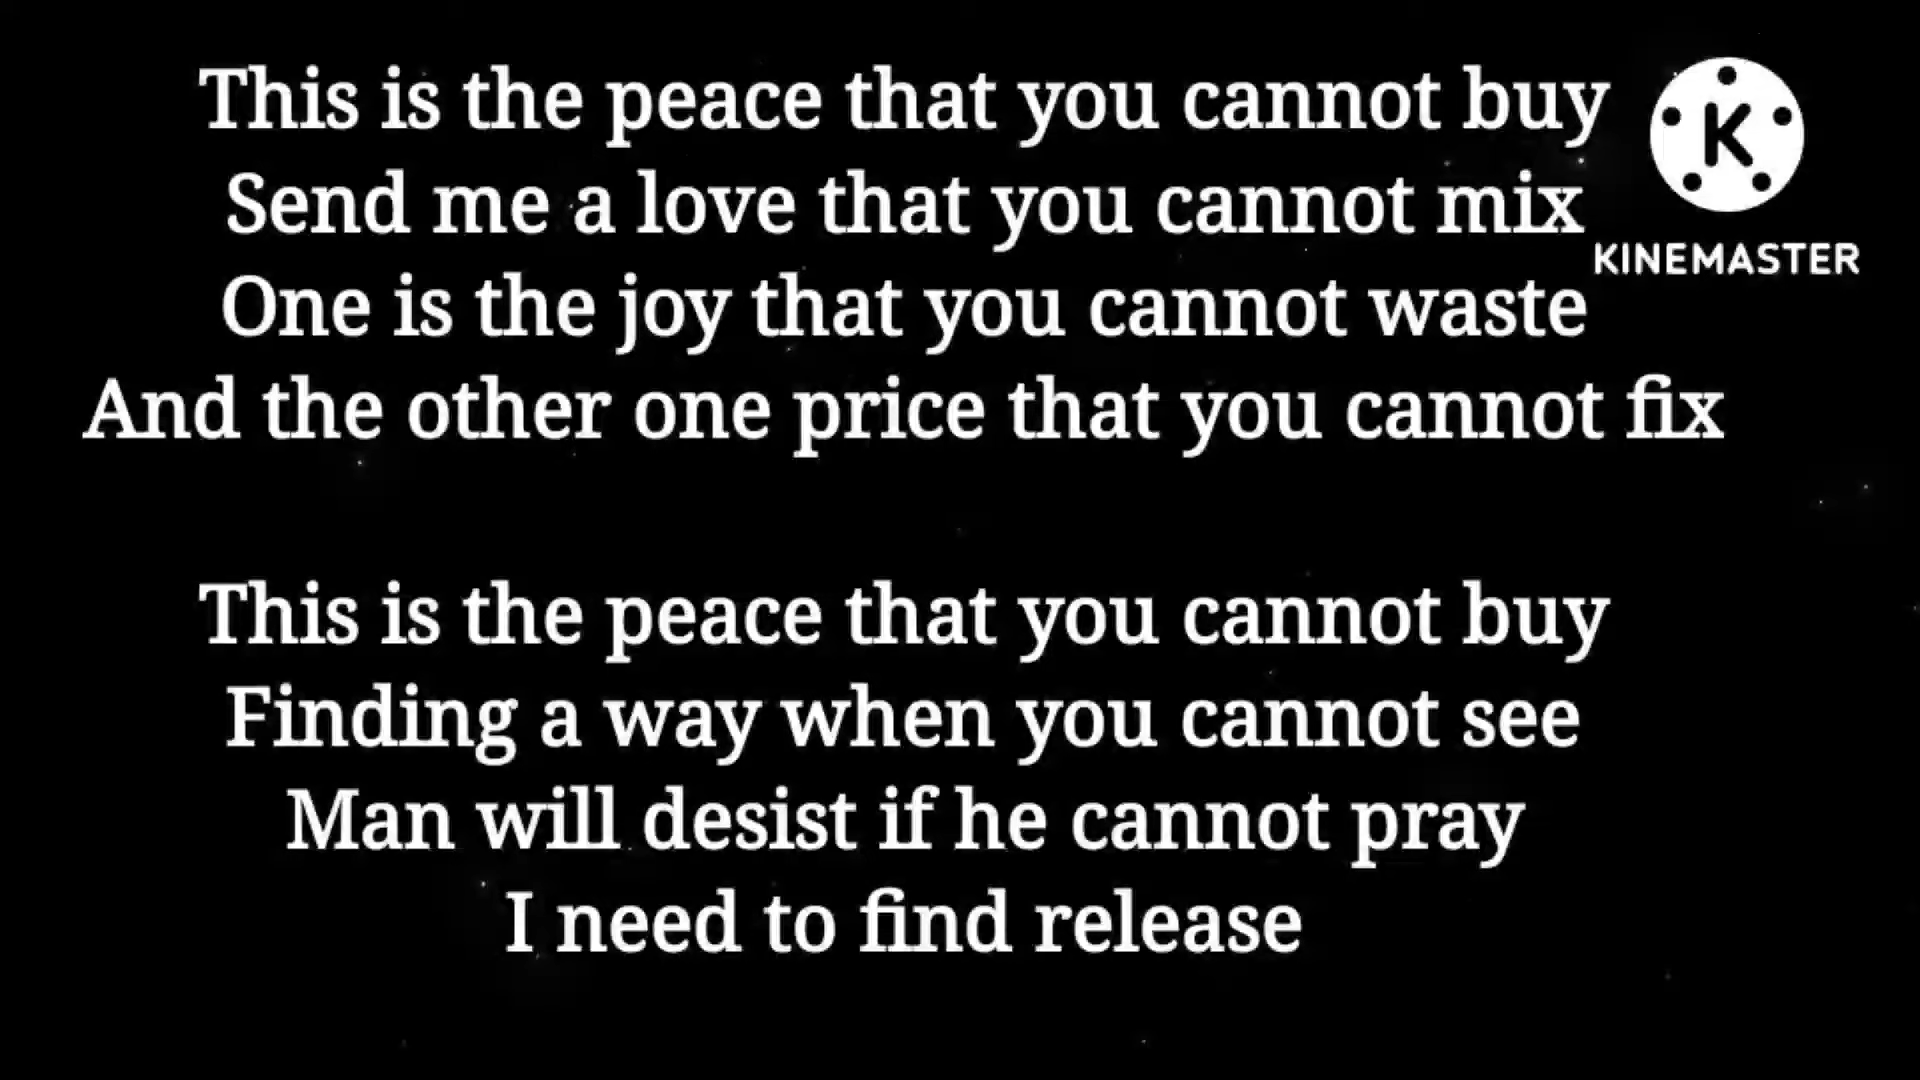 This is the peace that you cannot buy
Send me a love that you cannot mix
One is the joy that you cannot waste
And the other one price that you cannot fix
This is the peace that you cannot buy
Finding a way when you cannot see
Man will desist if he cannot pray
I need to find release
K
KINEMASTER